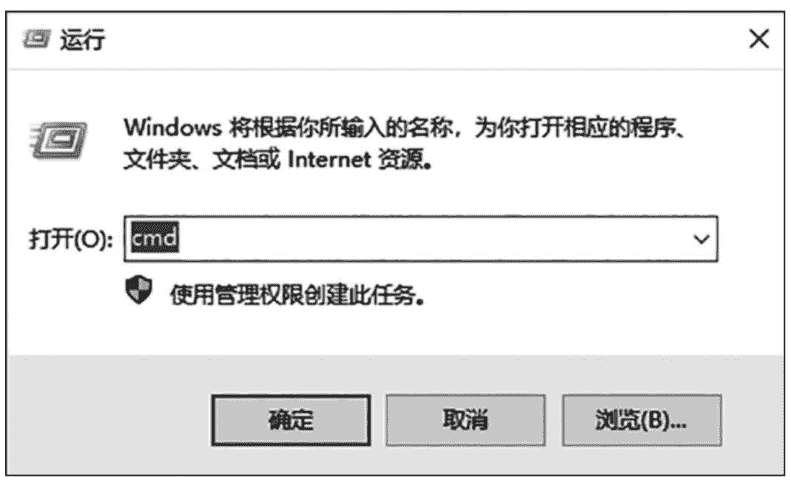 运行
Windows 将根据你所输入的名称，为你打开相应的程序、
文件夹、文档或 Internet 资源。
打开(O): cmd
使用管理权限创建此任务。
确定 取消 浏览(B)...